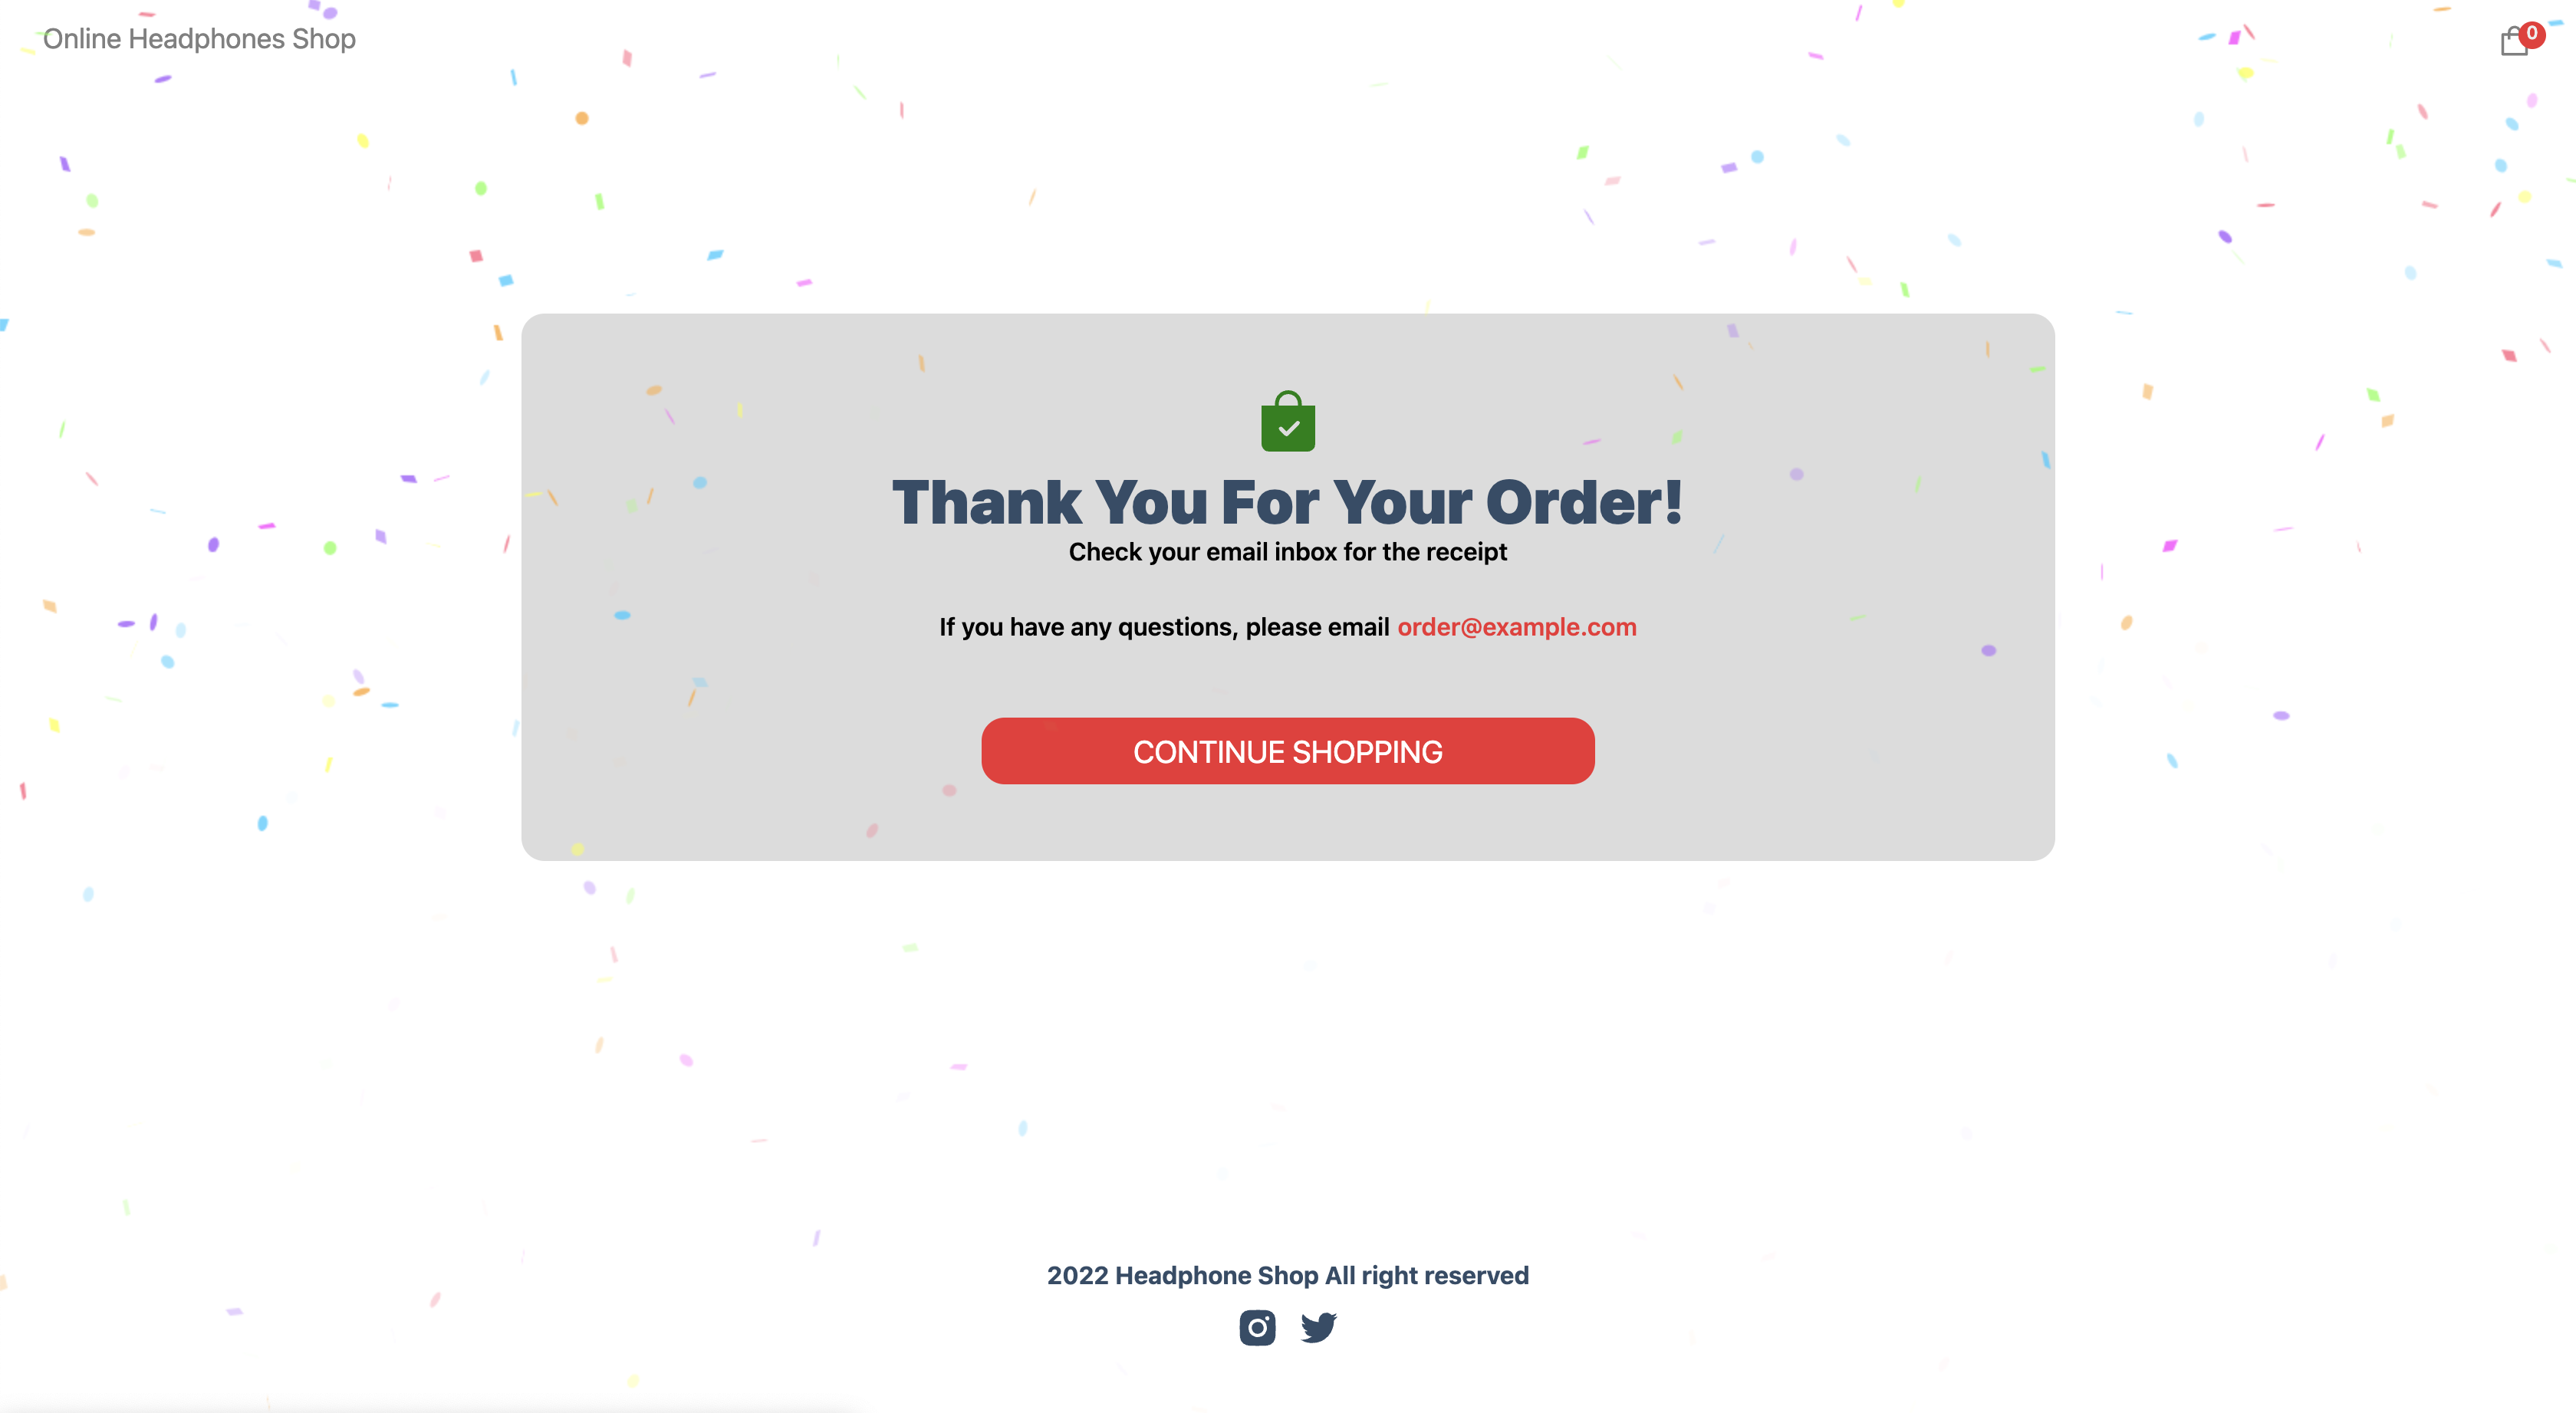 Online Headphones Shop
0
Thank You For Your Order!
Check your email inbox for the receipt
If you have any questions, please email order@example.com
CONTINUE SHOPPING
2022 Headphone Shop All right reserved